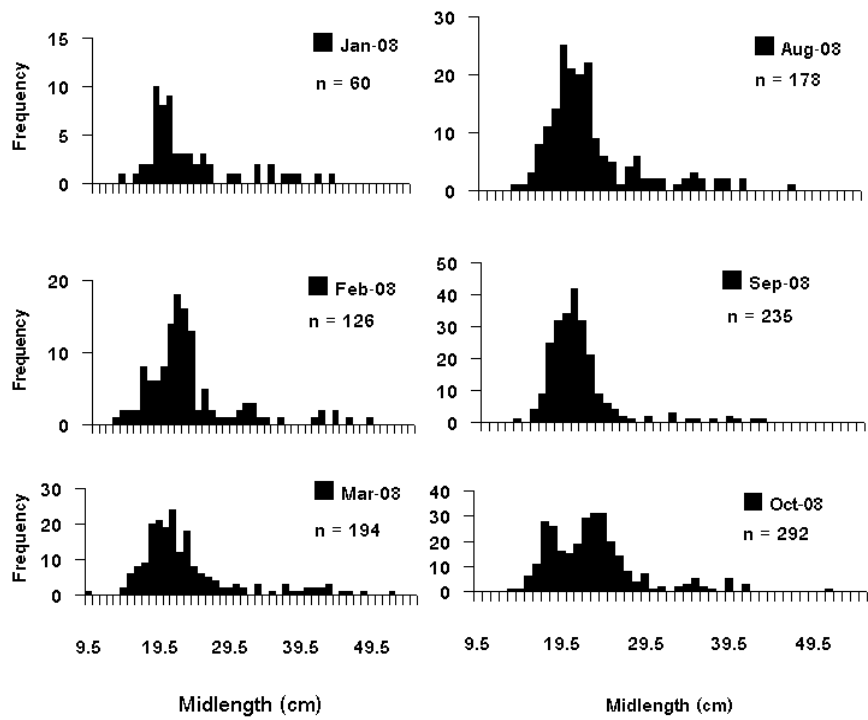 Jan-08
n = 60
15
10
5
0
Frequency
Aug-08
n = 178
30
20
10
0
Feb-08
n = 126
20
10
0
Frequency
Sep-08
n = 235
50
40
30
20
10
0
Mar-08
n = 194
30
20
10
0
Frequency
9.5 19.5 29.5 39.5 49.5
Midlength (cm)
Oct-08
n = 292
40
30
20
10
0
9.5 19.5 29.5 39.5 49.5
Midlength (cm)